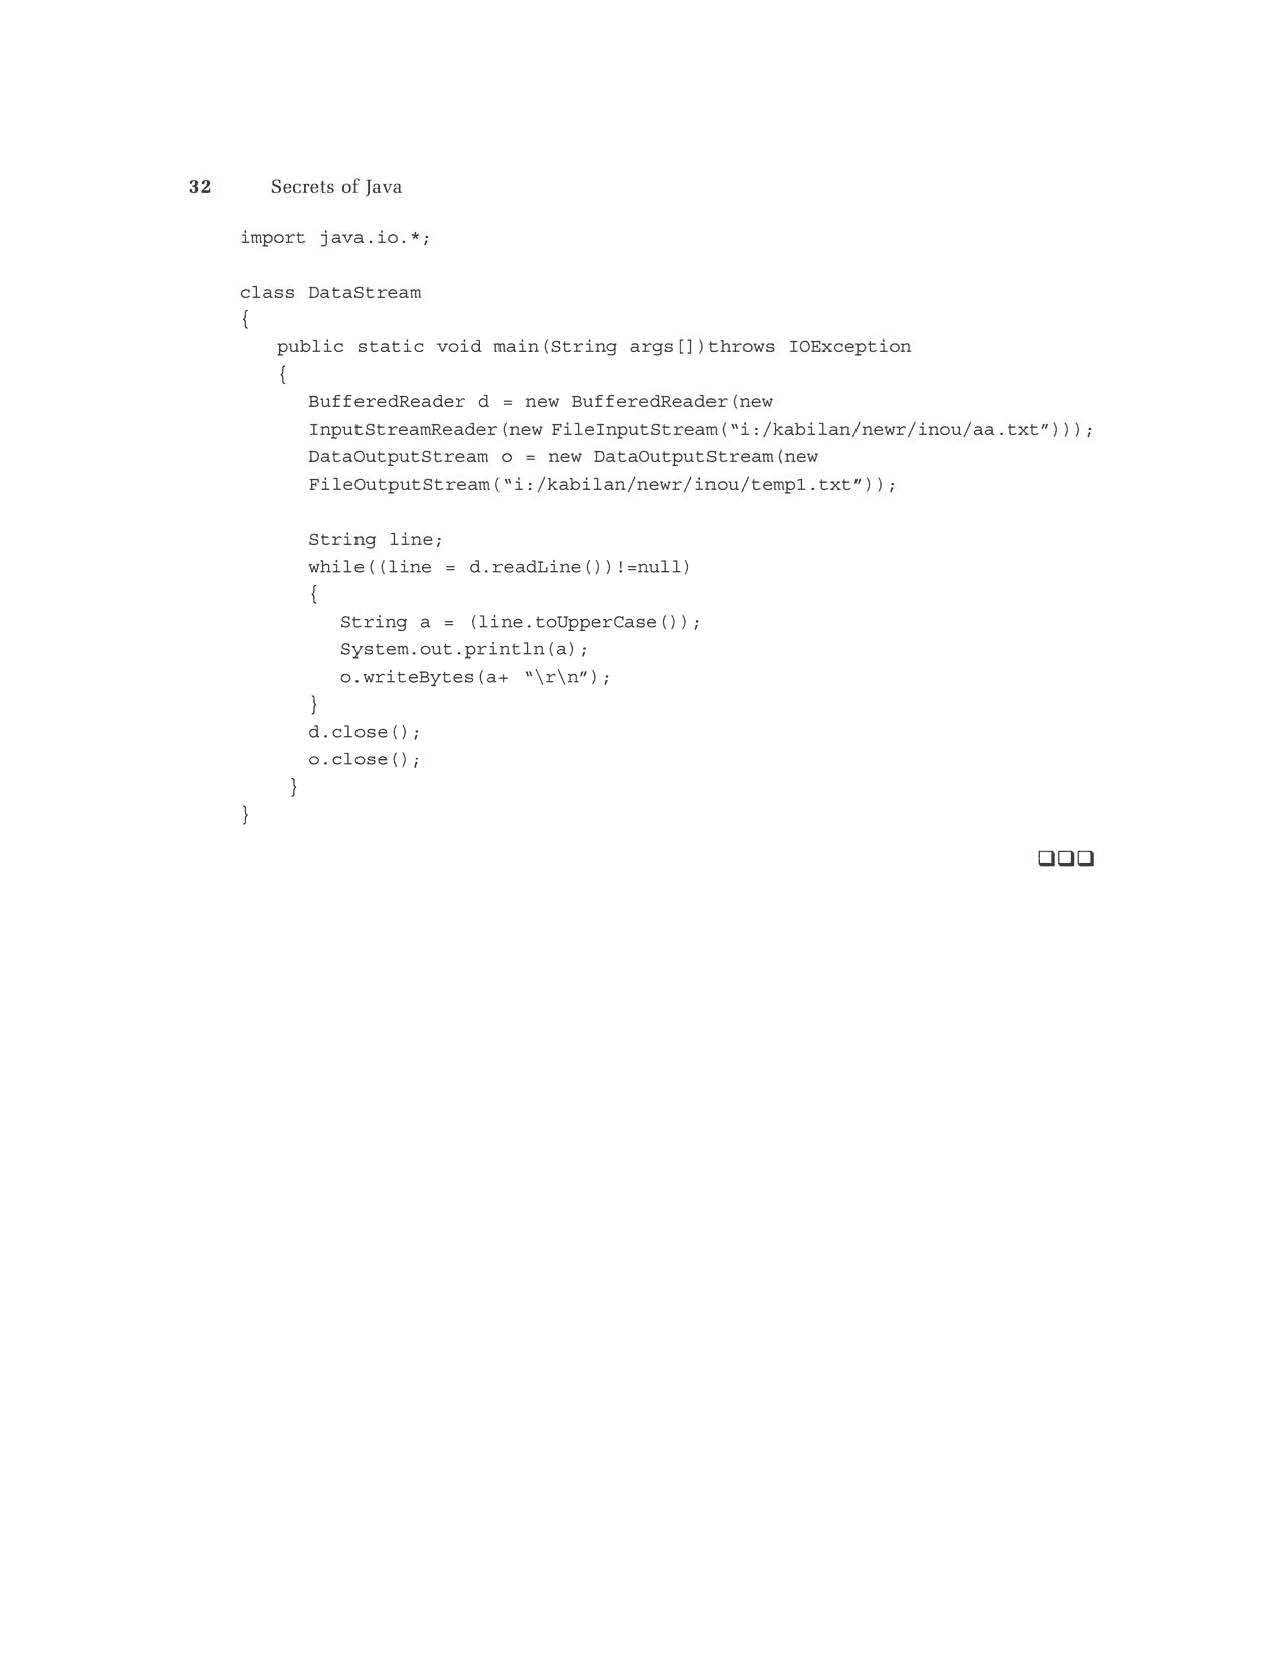 32 Secrets of Java
import java.io.*;
class DataStream
{
public static void main(String args[])throws IOException
{
BufferedReader d = new BufferedReader(new
InputStreamReader(new FileInputStream(“i:/kabilan/newr/inou/aa.txt”)));
DataOutputStream o = new DataOutputStream(new
FileOutputStream(“i:/kabilan/newr/inou/temp1.txt”));
String line;
while((line = d.readLine())!=null)
{
String a = (line.toUpperCase());
System.out.println(a);
o.writeBytes(a+ “\r\n”);
}
d.close();
o.close();
}
}
❑❑❑